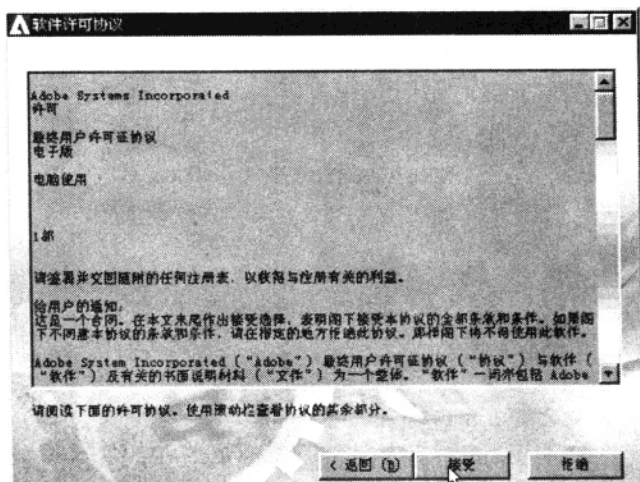 软件许可协议
Adobe Systems Incorporated
许可
最终用户许可证协议
电子版
电脑使用
1部
请签署并交回随附的任何注册表，以收得与注册有关的利益。
给用户的通知：
这是一个合同。在本文末尾作出接受选择，表明阁下接受本协议的全部条款和条件。如果阁
下不同意本协议的条款和条件，请在指定的地方拒绝此协议。即作阁下将不得使用此软件。
Adobe System Incorporated（“Adobe”）最终用户许可证协议（“协议”）与软件（
“软件”）及有关的书面说明材料（“文件”）为一个整体。“软件”一词亦包括 Adobe
请阅读下面的许可协议。使用滚动栏查看协议的其余部分。
< 返回 (B)
接受
拒绝